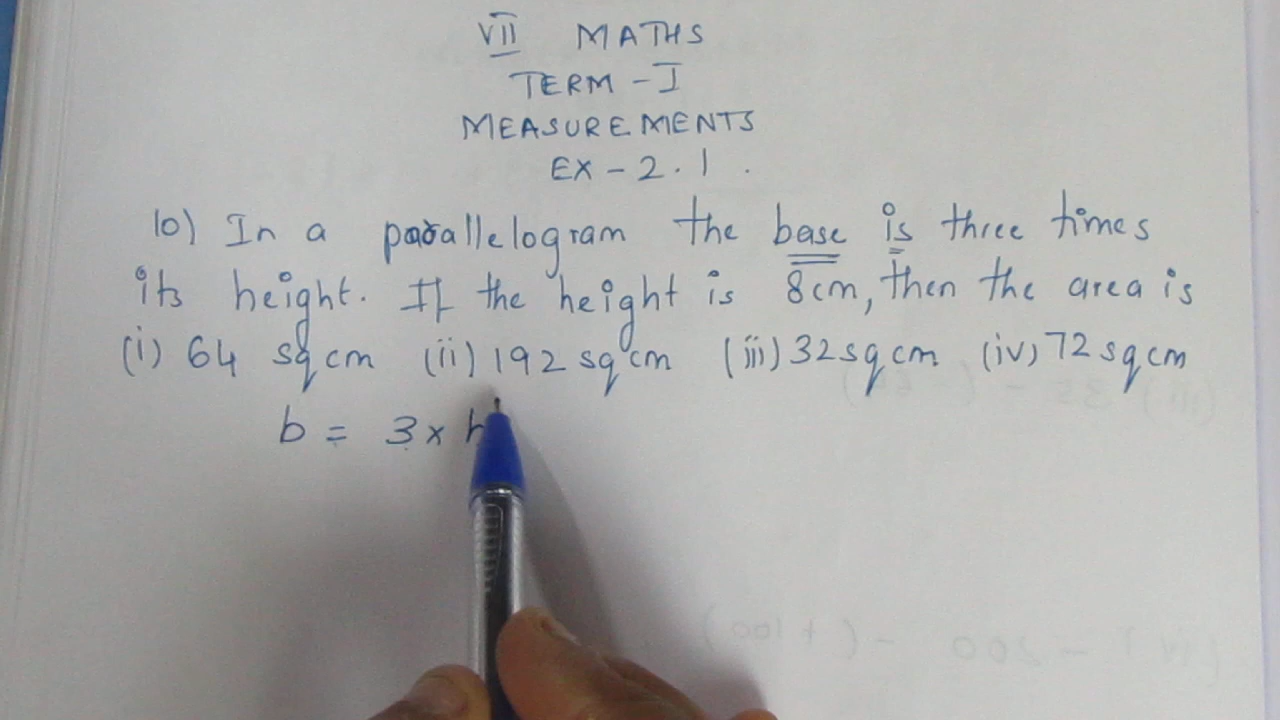 VII MATHS
TERM - I
MEASUREMENTS
EX - 2.1.
10) In a parallelogram the base is three times
its height. If the height is 8cm, then the area is
(i) 64 sq cm (ii) 192 sq cm (iii) 32 sq cm (iv) 72 sq cm
b = 3 x h